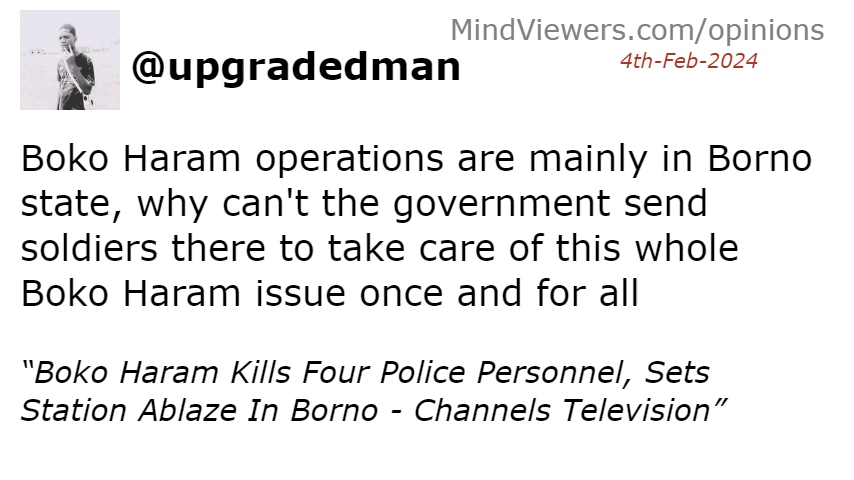 MindViewers.com/opinions
@upgradedman
4th-Feb-2024
Boko Haram operations are mainly in Borno
state, why can't the government send
soldiers there to take care of this whole
Boko Haram issue once and for all
“Boko Haram Kills Four Police Personnel, Sets
Station Ablaze In Borno - Channels Television”